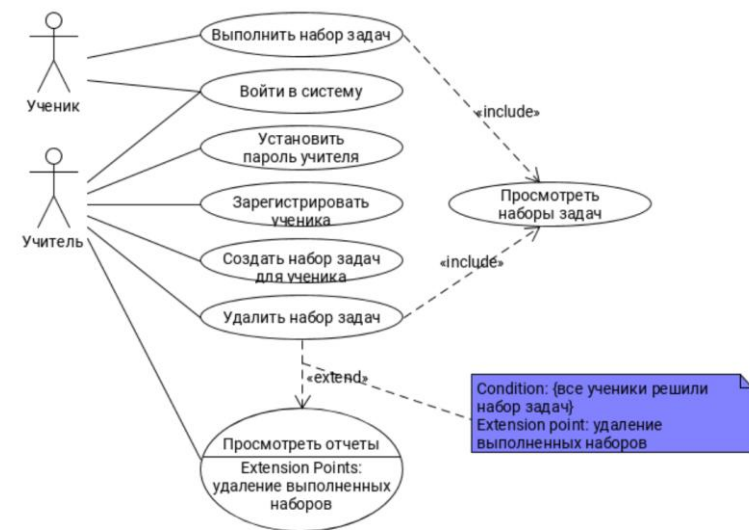 Ученик
Выполнить набор задач
Войти в систему
«include»
Установить
пароль учителя
Учитель
Зарегистрировать
ученика
Просмотреть
наборы задач
Создать набор задач
для ученика
«include»
Удалить набор задач
«extend»
Condition: {все ученики решили
набор задач}
Extension point: удаление
выполненных наборов
Просмотреть отчеты
Extension Points:
удаление выполненных
наборов